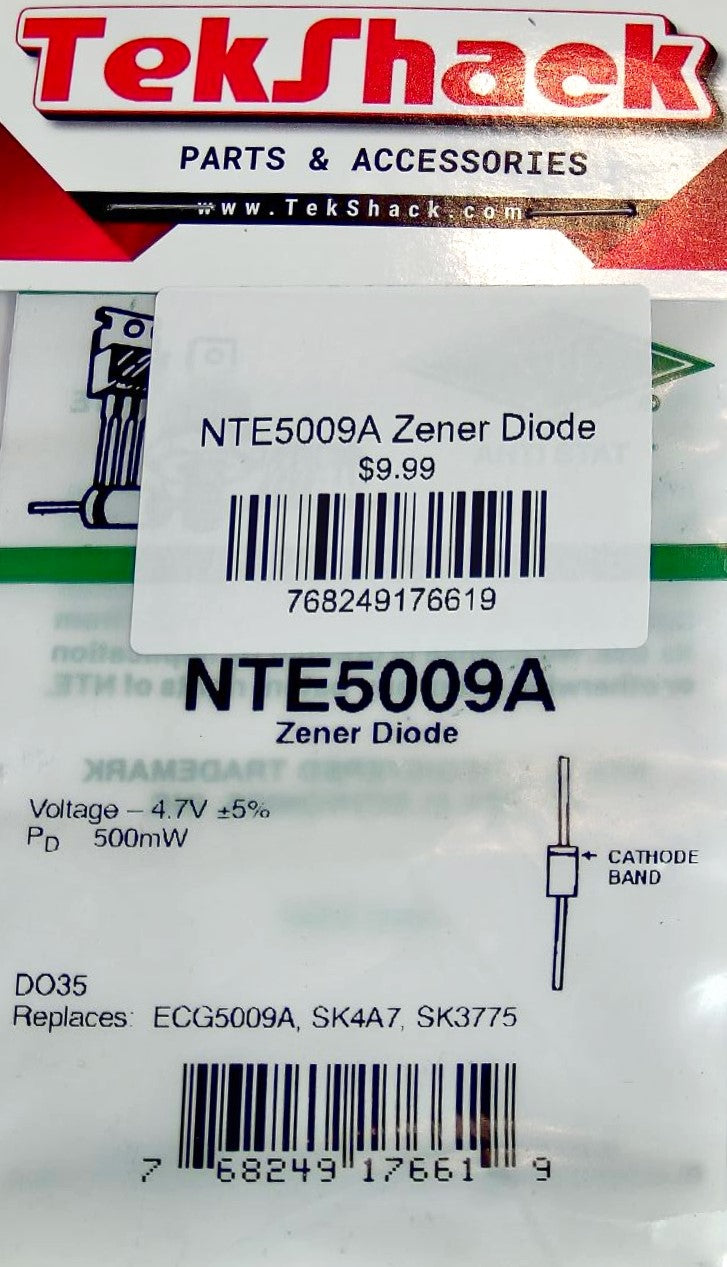 TekShack
PARTS & ACCESSORIES
www.TekShack.com
NTE5009A Zener Diode
$9.99
768249176619
NTE5009A
Zener Diode
Voltage – 4.7V ±5%
PD 500mW
CATHODE
BAND
DO35
Replaces: ECG5009A, SK4A7, SK3775
7 68249 17661 9